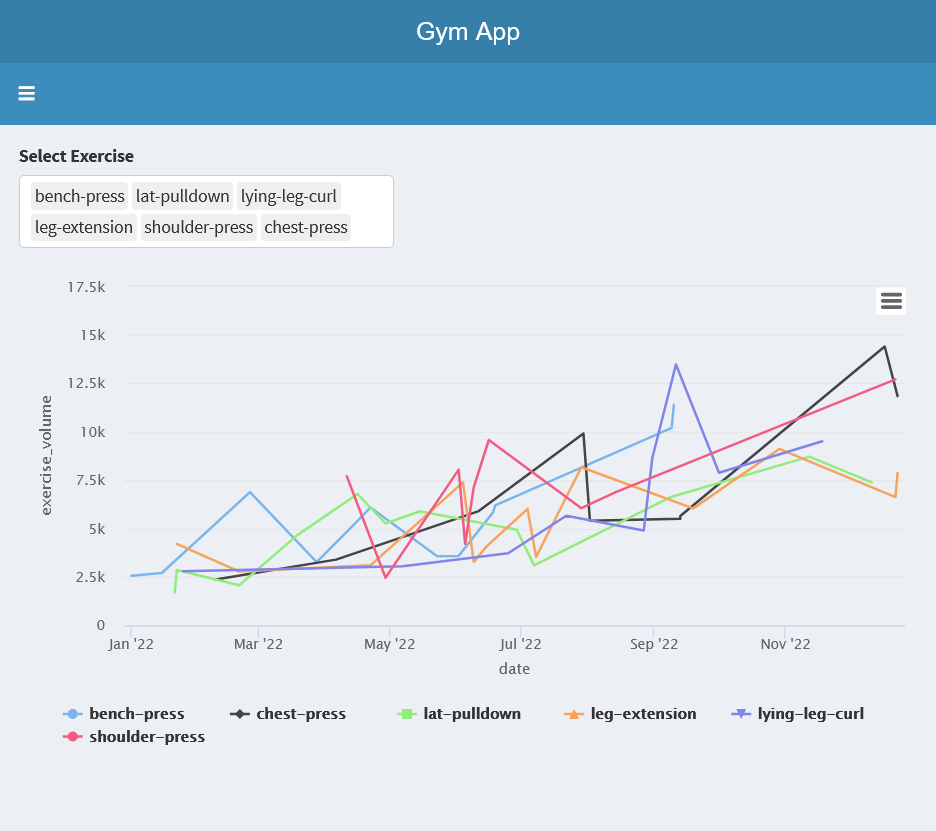 Gym App
Select Exercise
bench-press lat-pulldown lying-leg-curl
leg-extension shoulder-press chest-press
17.5k
15k
12.5k
10k
7.5k
5k
2.5k
0
exercise_volume
Jan '22 Mar '22 May '22 Jul '22 Sep '22 Nov '22
date
bench-press chest-press lat-pulldown leg-extension lying-leg-curl
shoulder-press